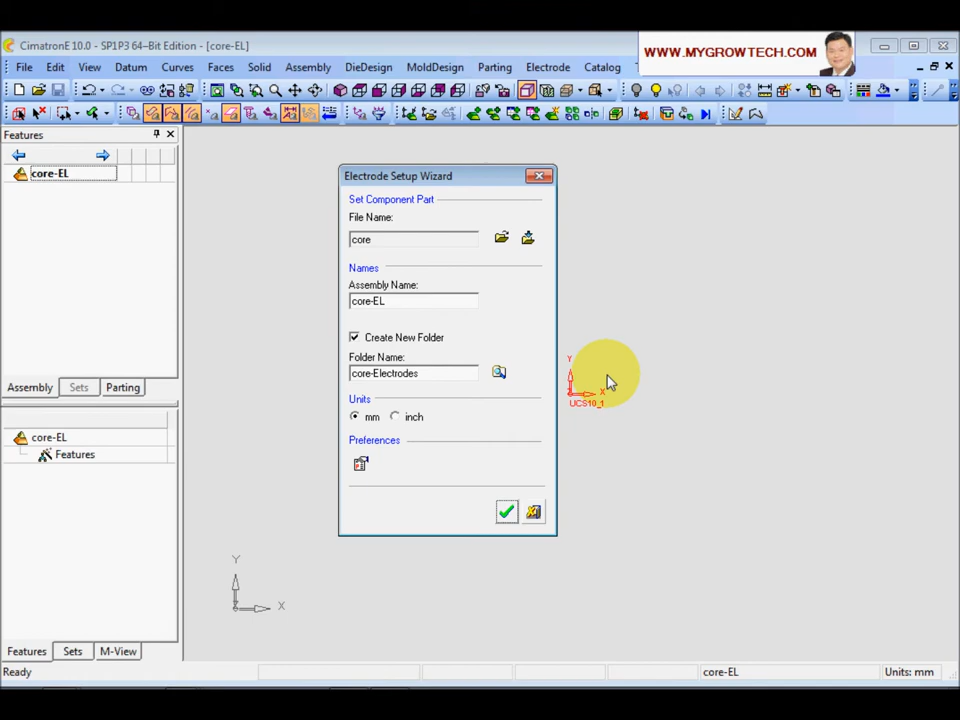 CimatronE 10.0 - SP1P3 64-Bit Edition - [core-EL]
WWW.MYGROWTECH.COM
File Edit View Datum Curves Faces Solid Assembly DieDesign MoldDesign Parting Electrode Catalog
Features
core-EL
Electrode Setup Wizard
Set Component Part
File Name:
core
Names
Assembly Name:
core-EL
Create New Folder
Folder Name:
core-Electrodes
Units
mm inch
Preferences
Y
X
UCS10_1
Assembly Sets Parting
core-EL
Features
Y
X
Features Sets M-View
Ready core-EL Units: mm